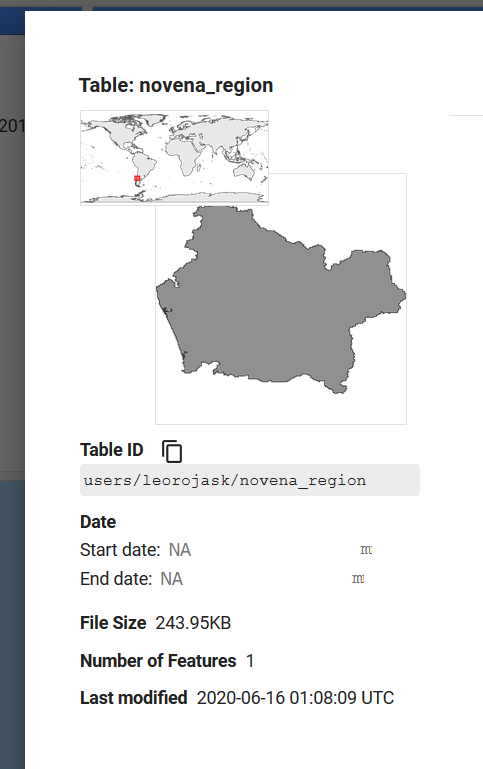 Table: novena_region
201
Table ID
users/leorojask/novena_region
Date
Start date: NA
End date: NA
File Size 243.95KB
Number of Features 1
Last modified 2020-06-16 01:08:09 UTC